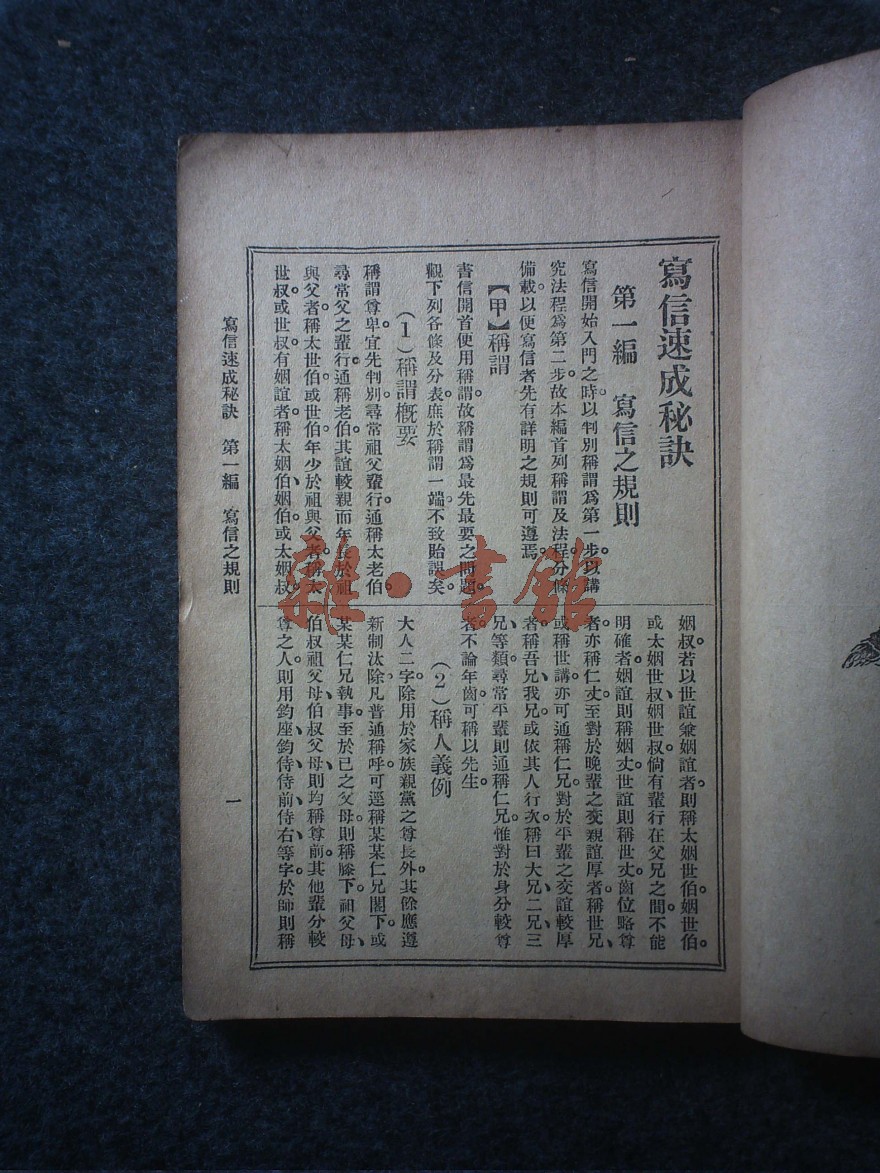 寫信速成秘訣
第一編　寫信之規則
寫信開始入門之時。以判別稱謂爲第一步。以講
究法程爲第二步。故本編首列稱謂及法程。分條
備載。以便寫信者先有詳明之規則可遵焉。
【甲】稱謂
書信開首便用稱謂。故稱謂爲最先最要之問題。
觀下列各條及分表。庶於稱謂一端。不致貽誤矣。
（1）稱謂概要
稱謂尊卑。宜先判別。尋常祖父輩行。通稱太老伯。
尋常父之輩行。通稱老伯。其誼較親而年長於祖
與父者。稱太世伯或世伯。年少於祖與父者。稱太
世叔。或世叔。有姻誼者。稱太姻伯、姻伯。或太姻叔、
姻叔。若以世誼兼姻誼者。則稱太姻世伯。姻世伯。
或太姻世叔。姻世叔。倘有輩行在父兄之間。不能
明確者。姻誼則稱姻丈。世誼則稱世丈。齒位略尊
者。亦稱仁丈。至對於晚輩之交。親誼厚者。稱世兄、
或稱世講。亦可通稱仁兄。對於平輩之交誼較厚
者。稱吾兄、我兄。或依其人行次。稱曰大兄、二兄、三
兄、等類。尋常平輩。則通稱仁兄。惟對於身分較尊
者。不論年齒。可稱以先生。
（2）稱人義例
大人二字。除用於家族親黨之尊長外。其餘應遵
新制汰除。凡普通稱呼。可逕稱某某仁兄閣下。或
某某仁兄執事。至於已之父母。則稱膝下。祖父母、
伯叔祖父母、伯叔父母、則均稱尊前。其他輩分較
尊之人。則用鈞座、鈞侍、侍前、侍右、等字。於師則稱
寫信速成秘訣　第一編　寫信之規則
一
雜·書館